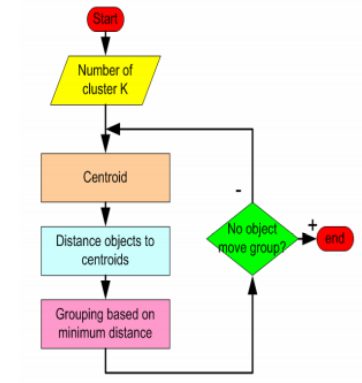 Start
Number of
cluster K
Centroid
Distance objects to
centroids
Grouping based on
minimum distance
-
No object
move group?
+
end